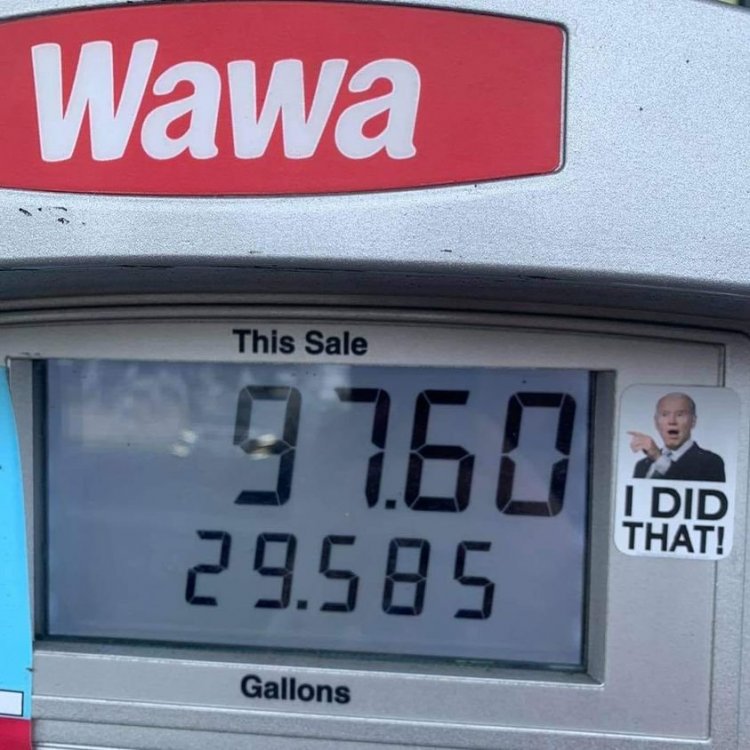 Wawa
This Sale
97.60
29.585
Gallons
I DID
THAT!